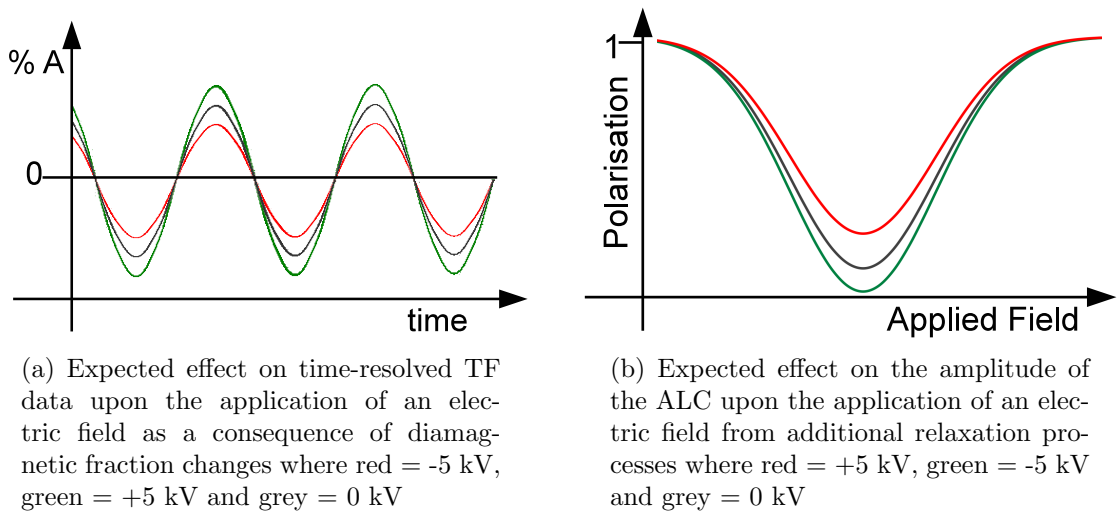 % A
0
time
1
Polarisation
Applied Field
(a) Expected effect on time-resolved TF
data upon the application of an elec-
tric field as a consequence of diamag-
netic fraction changes where red = -5 kV,
green = +5 kV and grey = 0 kV
(b) Expected effect on the amplitude of
the ALC upon the application of an elec-
tric field from additional relaxation pro-
cesses where red = +5 kV, green = -5 kV
and grey = 0 kV